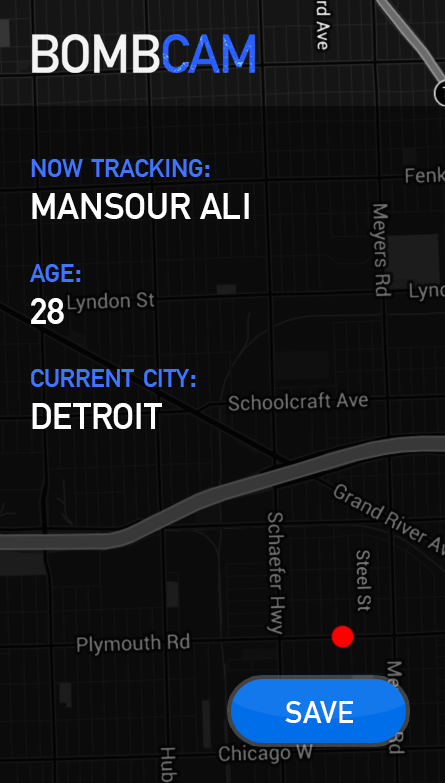 rd Ave
BOMBCAM
NOW TRACKING:
Fenk
MANSOUR ALI
Meyers Rd
AGE:
28
Lyndon St
Lync
CURRENT CITY:
DETROIT
Schoolcraft Ave
Grand River Av
Schaefer Hwy
Steel St
Plymouth Rd
SAVE
Me
Rd
Hub
Chicago W